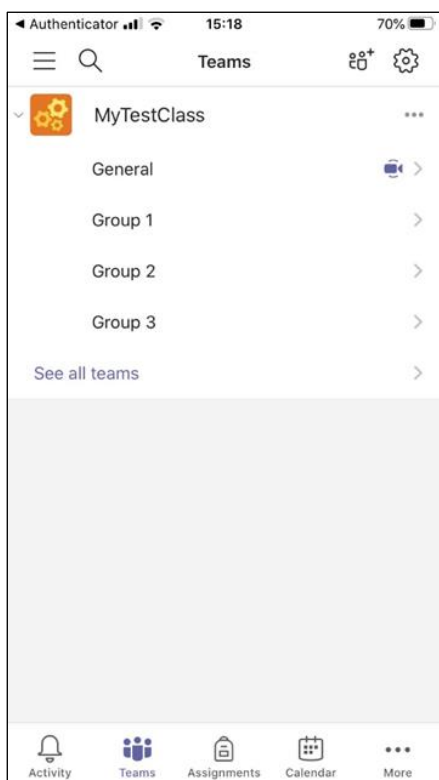 Authenticator 15:18 70%
Teams
MyTestClass
General
Group 1
Group 2
Group 3
See all teams
Activity Teams Assignments Calendar More